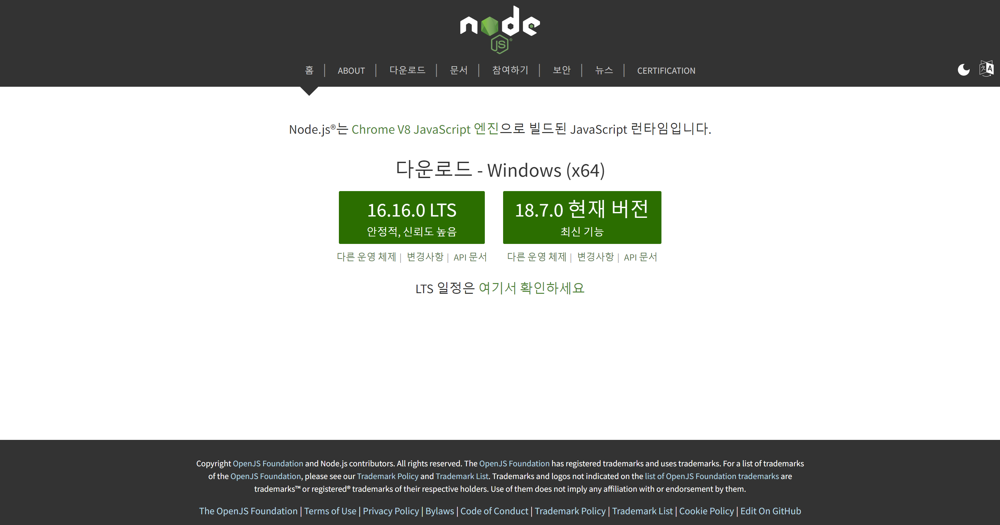 node
JS®
홈 | ABOUT | 다운로드 | 문서 | 참여하기 | 보안 | 뉴스 | CERTIFICATION
Node.js®는 Chrome V8 JavaScript 엔진으로 빌드된 JavaScript 런타임입니다.
다운로드 - Windows (x64)
16.16.0 LTS
안정적, 신뢰도 높음
다른 운영 체제 | 변경사항 | API 문서
18.7.0 현재 버전
최신 기능
다른 운영 체제 | 변경사항 | API 문서
LTS 일정은 여기서 확인하세요
Copyright OpenJS Foundation and Node.js contributors. All rights reserved. The OpenJS Foundation has registered trademarks and uses trademarks. For a list of trademarks
of the OpenJS Foundation, please see our Trademark Policy and Trademark List. Trademarks and logos not indicated on the list of OpenJS Foundation trademarks are
trademarks™ or registered® trademarks of their respective holders. Use of them does not imply any affiliation with or endorsement by them.
The OpenJS Foundation | Terms of Use | Privacy Policy | Bylaws | Code of Conduct | Trademark Policy | Trademark List | Cookie Policy | Edit On GitHub